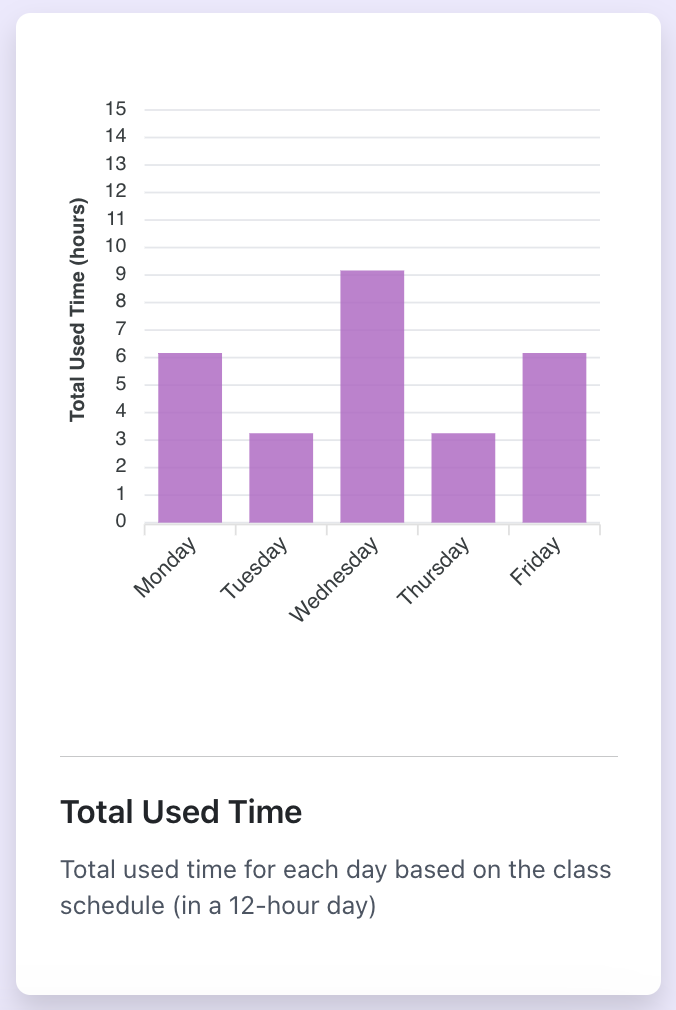 Total Used Time (hours)
15
14
13
12
11
10
9
8
7
6
5
4
3
2
1
0
Monday
Tuesday
Wednesday
Thursday
Friday
Total Used Time
Total used time for each day based on the class
schedule (in a 12-hour day)